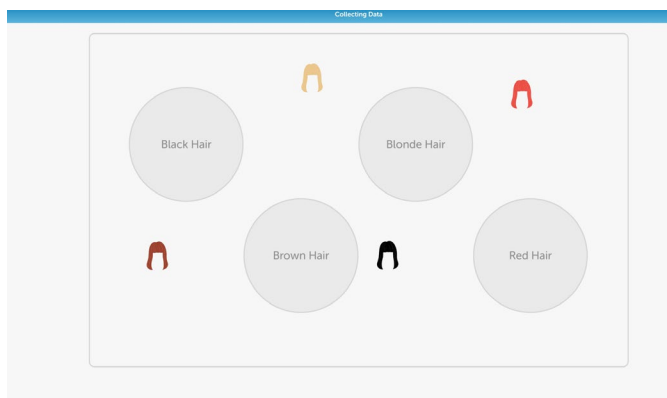 Collecting Data
Black Hair
Blonde Hair
Brown Hair
Red Hair